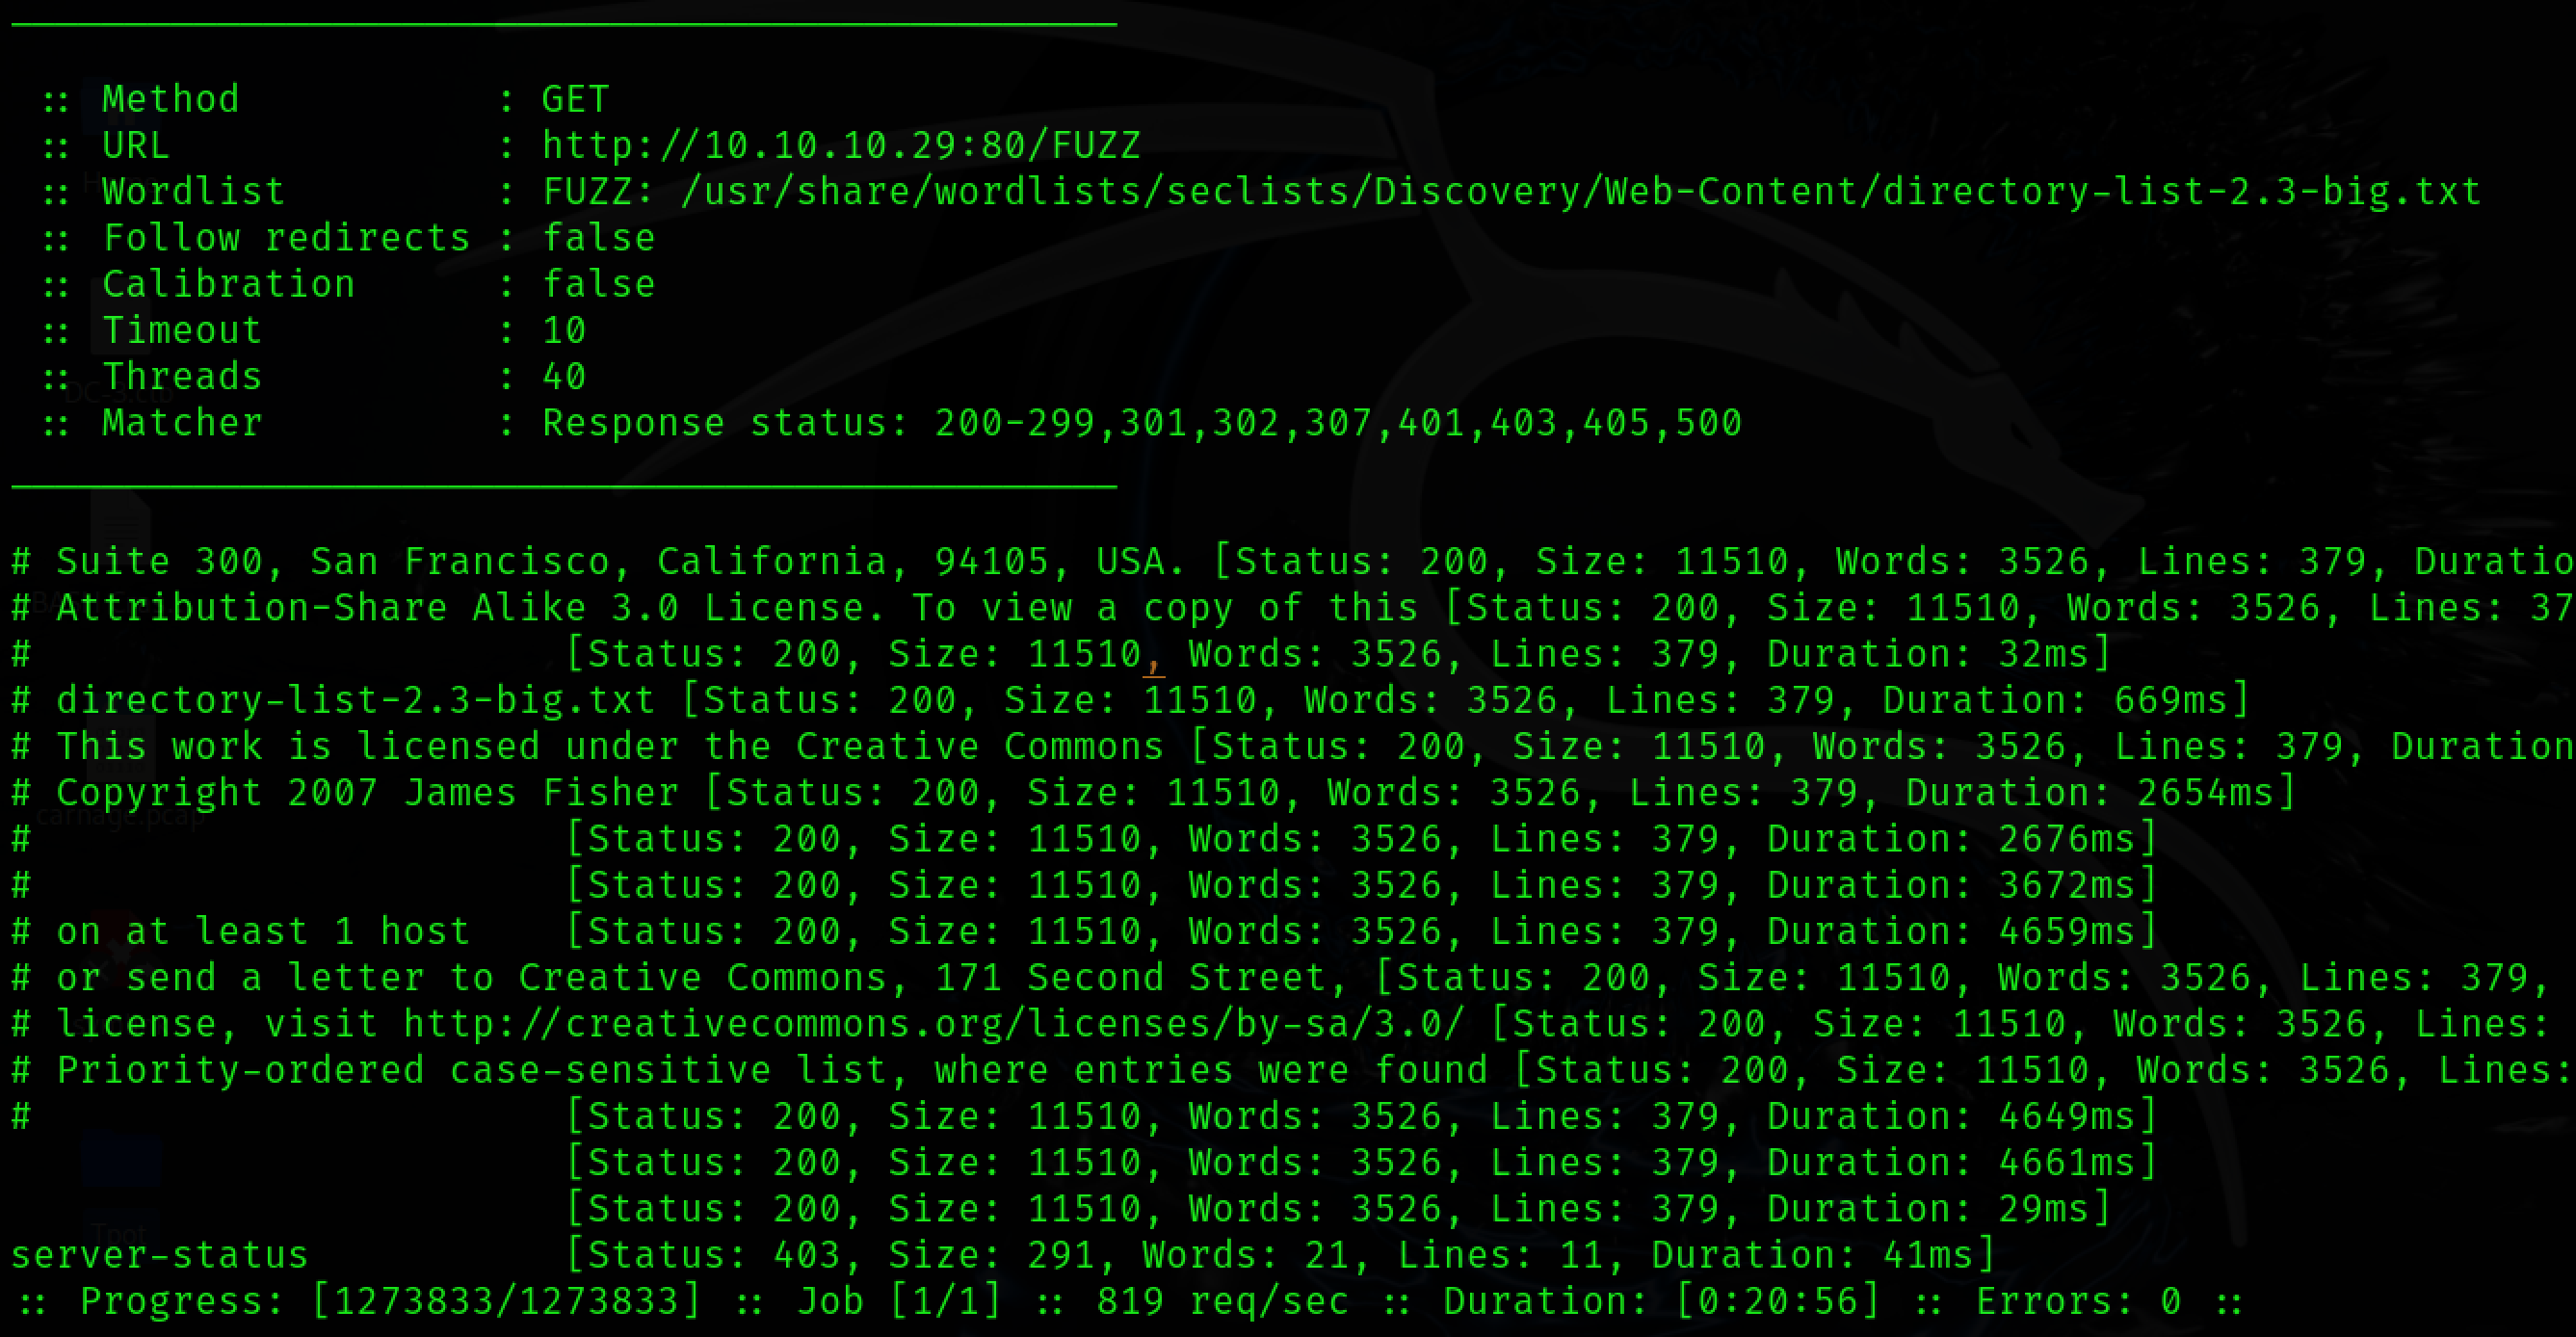 :: Method : GET
:: URL : http://10.10.10.29:80/FUZZ
:: Wordlist : FUZZ: /usr/share/wordlists/seclists/Discovery/Web-Content/directory-list-2.3-big.txt
:: Follow redirects : false
:: Calibration : false
:: Timeout : 10
:: Threads : 40
:: Matcher : Response status: 200-299,301,302,307,401,403,405,500
# Suite 300, San Francisco, California, 94105, USA. [Status: 200, Size: 11510, Words: 3526, Lines: 379, Duratio
# Attribution-Share Alike 3.0 License. To view a copy of this [Status: 200, Size: 11510, Words: 3526, Lines: 37
# [Status: 200, Size: 11510, Words: 3526, Lines: 379, Duration: 32ms]
# directory-list-2.3-big.txt [Status: 200, Size: 11510, Words: 3526, Lines: 379, Duration: 669ms]
# This work is licensed under the Creative Commons [Status: 200, Size: 11510, Words: 3526, Lines: 379, Duration
# Copyright 2007 James Fisher [Status: 200, Size: 11510, Words: 3526, Lines: 379, Duration: 2654ms]
# [Status: 200, Size: 11510, Words: 3526, Lines: 379, Duration: 2676ms]
# [Status: 200, Size: 11510, Words: 3526, Lines: 379, Duration: 3672ms]
# on at least 1 host [Status: 200, Size: 11510, Words: 3526, Lines: 379, Duration: 4659ms]
# or send a letter to Creative Commons, 171 Second Street, [Status: 200, Size: 11510, Words: 3526, Lines: 379,
# license, visit http://creativecommons.org/licenses/by-sa/3.0/ [Status: 200, Size: 11510, Words: 3526, Lines:
# Priority-ordered case-sensitive list, where entries were found [Status: 200, Size: 11510, Words: 3526, Lines:
# [Status: 200, Size: 11510, Words: 3526, Lines: 379, Duration: 4649ms]
[Status: 200, Size: 11510, Words: 3526, Lines: 379, Duration: 4661ms]
[Status: 200, Size: 11510, Words: 3526, Lines: 379, Duration: 29ms]
server-status [Status: 403, Size: 291, Words: 21, Lines: 11, Duration: 41ms]
:: Progress: [1273833/1273833] :: Job [1/1] :: 819 req/sec :: Duration: [0:20:56] :: Errors: 0 ::
carnage.pcap